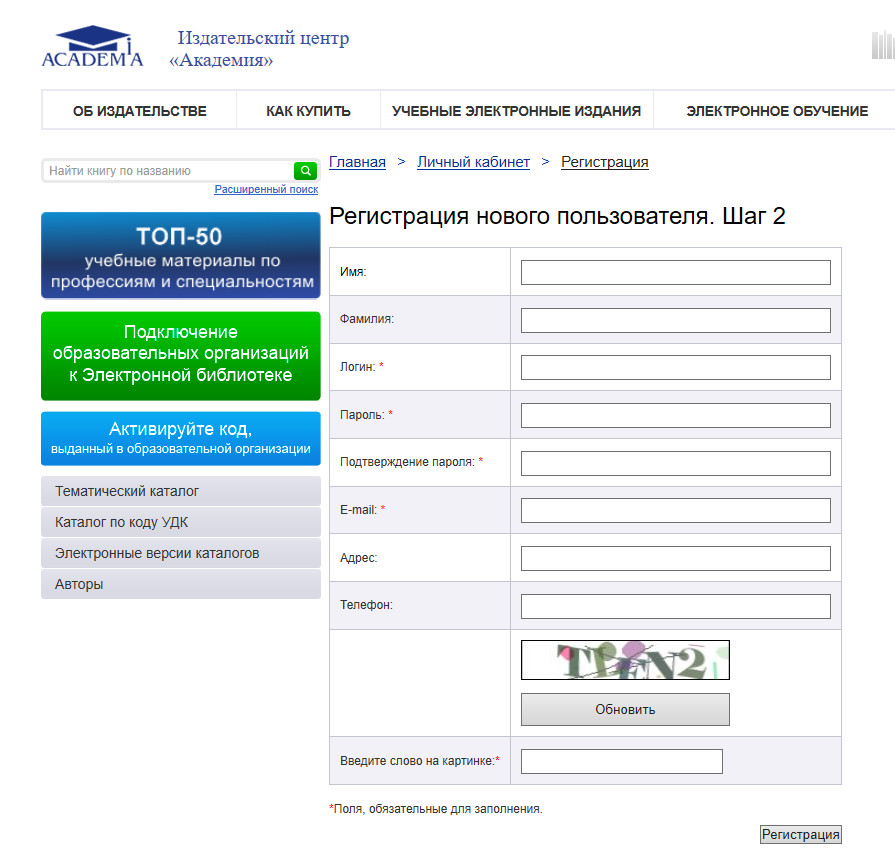 ACADEMiA
Издательский центр
«Академия»
ОБ ИЗДАТЕЛЬСТВЕ
КАК КУПИТЬ
УЧЕБНЫЕ ЭЛЕКТРОННЫЕ ИЗДАНИЯ
ЭЛЕКТРОННОЕ ОБУЧЕНИЕ
Найти книгу по названию
Расширенный поиск
ТОП-50
учебные материалы по
профессиям и специальностям
Подключение
образовательных организаций
к Электронной библиотеке
Активируйте код,
выданный в образовательной организации
Тематический каталог
Каталог по коду УДК
Электронные версии каталогов
Авторы
Главная > Личный кабинет > Регистрация
Регистрация нового пользователя. Шаг 2
Имя:
Фамилия:
Логин: *
Пароль: *
Подтверждение пароля: *
E-mail: *
Адрес:
Телефон:
Обновить
Введите слово на картинке:*
*Поля, обязательные для заполнения.
Регистрация